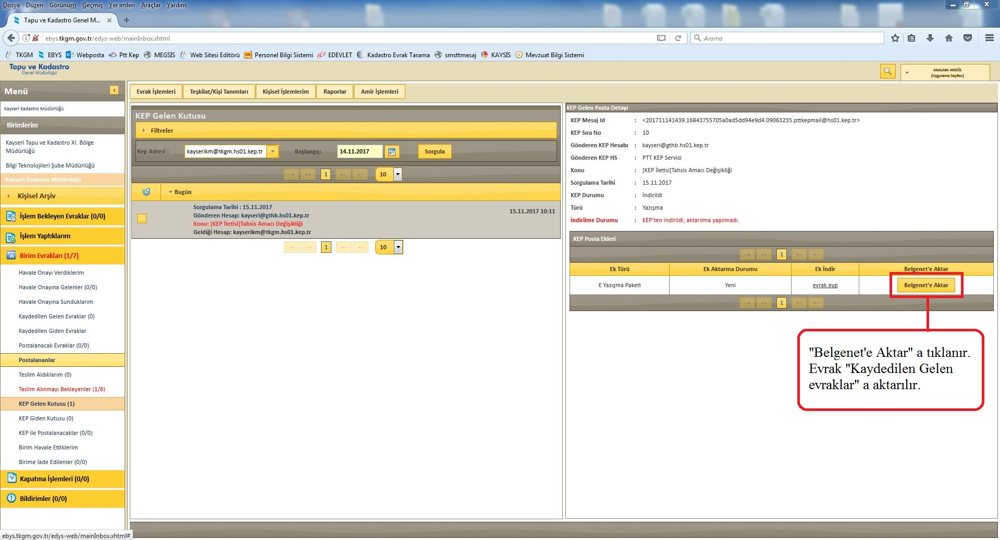 Dosya Düzen Görünüm Geçmiş Yer imleri Araçlar Yardım
Tapu ve Kadastro Genel M...
ebys.tkgm.gov.tr/edys-web/mainInbox.xhtml
Arama
TKGM EBYS Webposta Ptt Kep MEGSİS Web Sitesi Editörü Personel Bilgi Sistemi EDEVLET Kadastro Evrak Tarama smsttmesaj KAYSİS Mevzuat Bilgi Sistemi
Tapu ve Kadastro
Genel Müdürlüğü
Abdullah AKDÖL
(Uygulama Sayfası)
Menü
Kayseri Kadastro Müdürlüğü
Birimlerim
Kayseri Tapu ve Kadastro XI. Bölge
Müdürlüğü
Bilgi Teknolojileri Şube Müdürlüğü
Kayseri Kadastro Müdürlüğü
Kişisel Arşiv
İşlem Bekleyen Evraklar (0/0)
İşlem Yaptıklarım
Birim Evrakları (1/7)
Havale Onayı Verdiklerim
Havale Onayına Gelenler (0/0)
Havale Onayına Sunduklarım
Kaydedilen Gelen Evraklar (0)
Kaydedilen Giden Evraklar
Postalanacak Evraklar (0/0)
Postalananlar
Teslim Aldıklarım (0)
Teslim Alınmayı Bekleyenler (1/6)
KEP Gelen Kutusu (1)
KEP Giden Kutusu (0)
KEP ile Postalanacaklar (0/0)
Birim Havale Ettiklerim
Birime İade Edilenler (0/0)
Kapatma İşlemleri (0/0)
Bildirimler (0/0)
ebys.tkgm.gov.tr/edys-web/mainInbox.xhtml#
Evrak İşlemleri Teşkilat/Kişi Tanımları Kişisel İşlemlerim Raporlar Amir İşlemleri
KEP Gelen Kutusu
Filtreler
Kep Adresi : kayserikm@tkgm.hs01.kep.tr Başlangıç: 14.11.2017 Sorgula
1 10
Bugün
Sorgulama Tarihi : 15.11.2017
15.11.2017 10:11
Gönderen Hesap: kayseri@gthb.hs01.kep.tr
Konu: [KEP İletisi]Tahsis Amacı Değişikliği
Geldiği Hesap: kayserikm@tkgm.hs01.kep.tr
1 10
KEP Gelen Posta Detayı
KEP Mesaj Id : <201711141439.16843755705a0ad5dd94e9d4.09063235.pttkepmail@hs01.kep.tr>
KEP Sıra No : 10
Gönderen KEP Hesabı : kayseri@gthb.hs01.kep.tr
Gönderen KEP HS : PTT KEP Servisi
Konu : [KEP İletisi]Tahsis Amacı Değişikliği
Sorgulama Tarihi : 15.11.2017
KEP Durumu : İndirildi
Türü : Yazışma
İndirilme Durumu : KEP'ten indirildi, aktarılma yapılmadı.
KEP Posta Ekleri
1
Ek Türü Ek Aktarma Durumu Ek İndir Belgenet'e Aktar
E Yazışma Paketi Yeni evrak.eyp Belgenet'e Aktar
1
"Belgenet'e Aktar" a tıklanır.
Evrak "Kaydedilen Gelen
evraklar" a aktarılır.